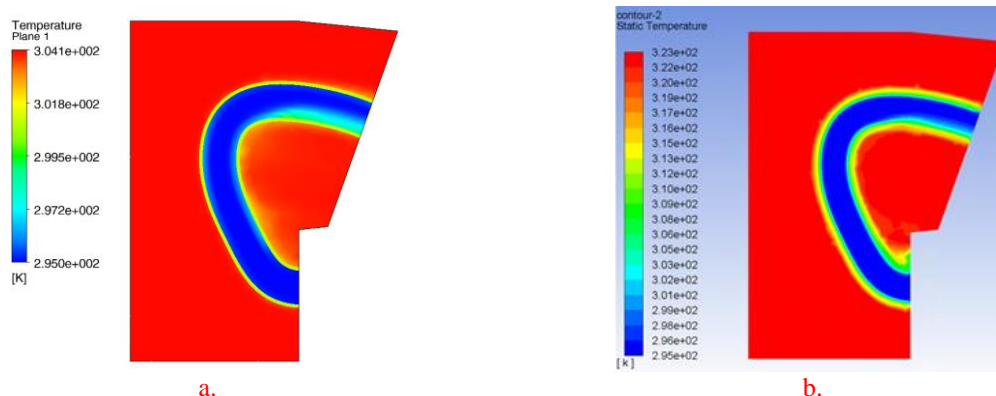 Temperature
Plane 1
3.041e+002
3.018e+002
2.995e+002
2.972e+002
2.950e+002
[K]
a.
contour-2
Static Temperature
3.23e+02
3.22e+02
3.20e+02
3.19e+02
3.17e+02
3.16e+02
3.15e+02
3.13e+02
3.12e+02
3.10e+02
3.09e+02
3.08e+02
3.06e+02
3.05e+02
3.03e+02
3.02e+02
3.01e+02
2.99e+02
2.98e+02
2.96e+02
2.95e+02
[ k ]
b.